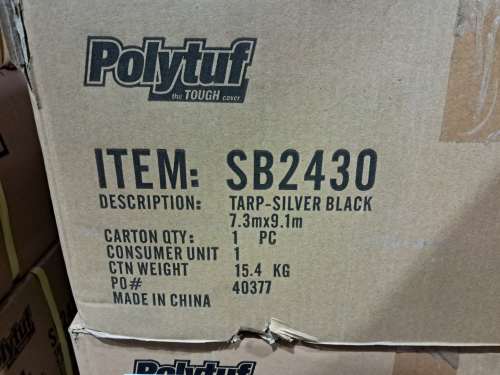 Polytuf
the TOUGH cover
ITEM: SB2430
DESCRIPTION: TARP-SILVER BLACK
7.3mx9.1m
CARTON QTY: 1 PC
CONSUMER UNIT 1
CTN WEIGHT 15.4 KG
PO# 40377
MADE IN CHINA
Polytuf
Polytuf